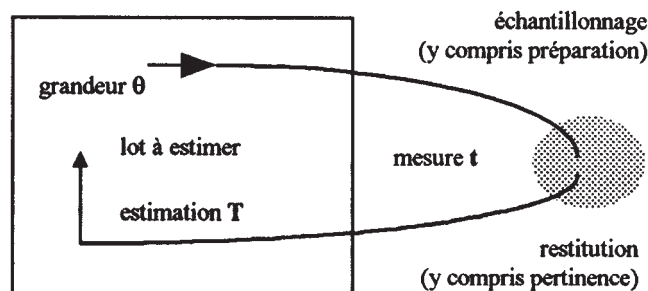 échantillonnage
(y compris préparation)
grandeur θ
lot à estimer
mesure t
estimation T
restitution
(y compris pertinence)